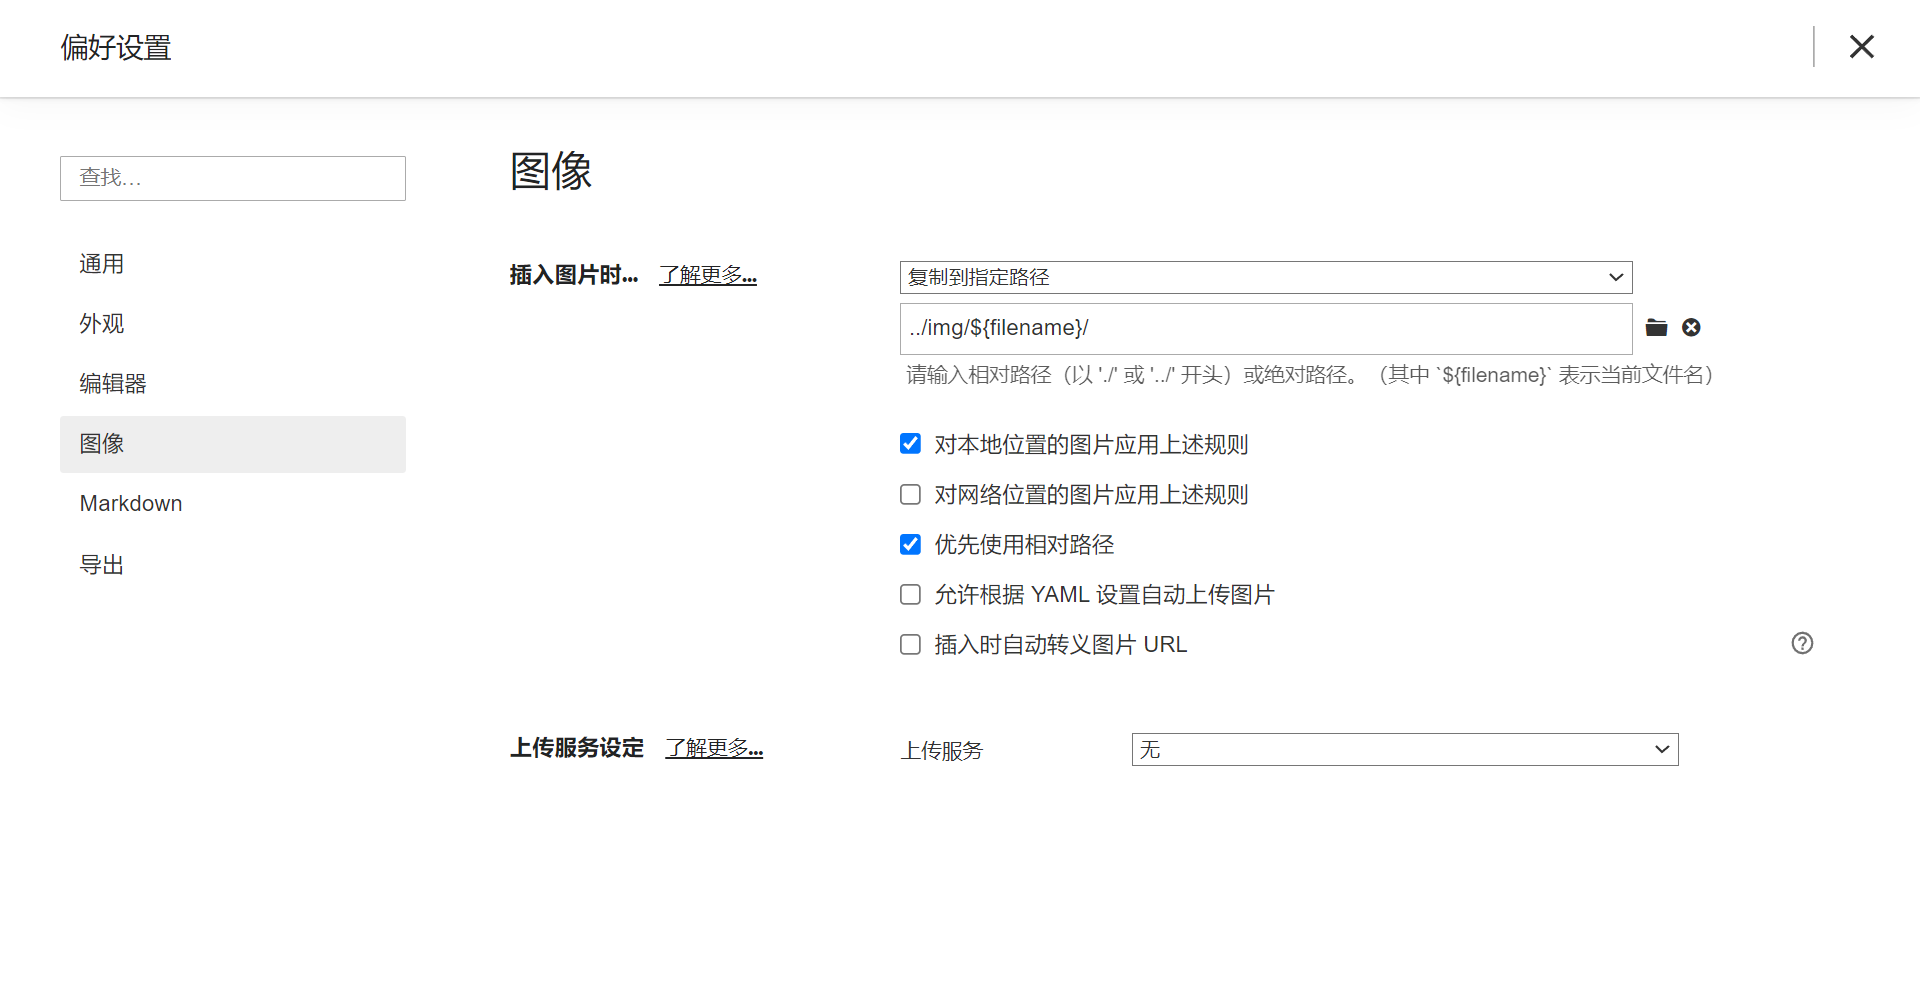 偏好设置
查找...
通用
外观
编辑器
图像
Markdown
导出
图像
插入图片时... 了解更多...
复制到指定路径
../img/${filename}/
请输入相对路径（以 './' 或 '../' 开头）或绝对路径。（其中 `${filename}` 表示当前文件名）
对本地位置的图片应用上述规则
对网络位置的图片应用上述规则
优先使用相对路径
允许根据 YAML 设置自动上传图片
插入时自动转义图片 URL
上传服务设定 了解更多...
上传服务 无